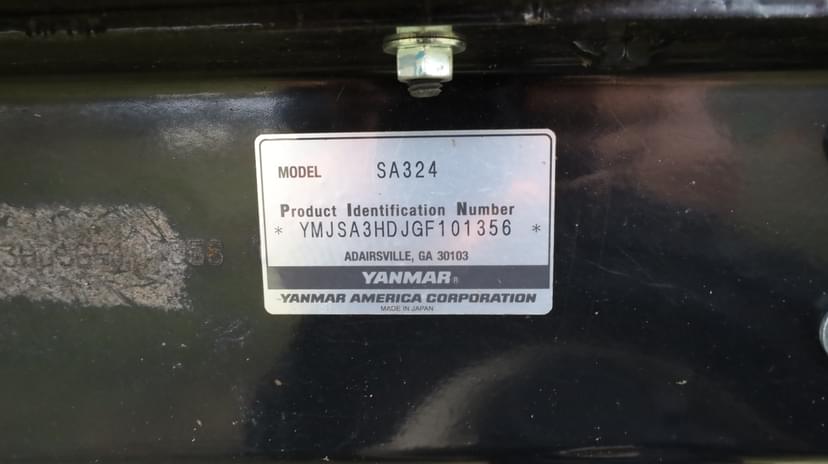 MODEL SA324
Product Identification Number
* YMJSA3HDJGF101356 *
ADAIRSVILLE, GA 30103
YANMAR®
YANMAR AMERICA CORPORATION
MADE IN JAPAN